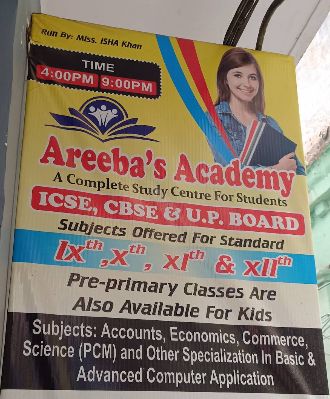 Run By: Miss. ISHA Khan
TIME
4:00PM 9:00PM
Areeba's Academy
A Complete Study Centre For Students
ICSE, CBSE & U.P. BOARD
Subjects Offered For Standard
Ixth, xth, xIth & xIIth
Pre-primary Classes Are
Also Available For Kids
Subjects: Accounts, Economics, Commerce,
Science (PCM) and Other Specialization In Basic &
Advanced Computer Application